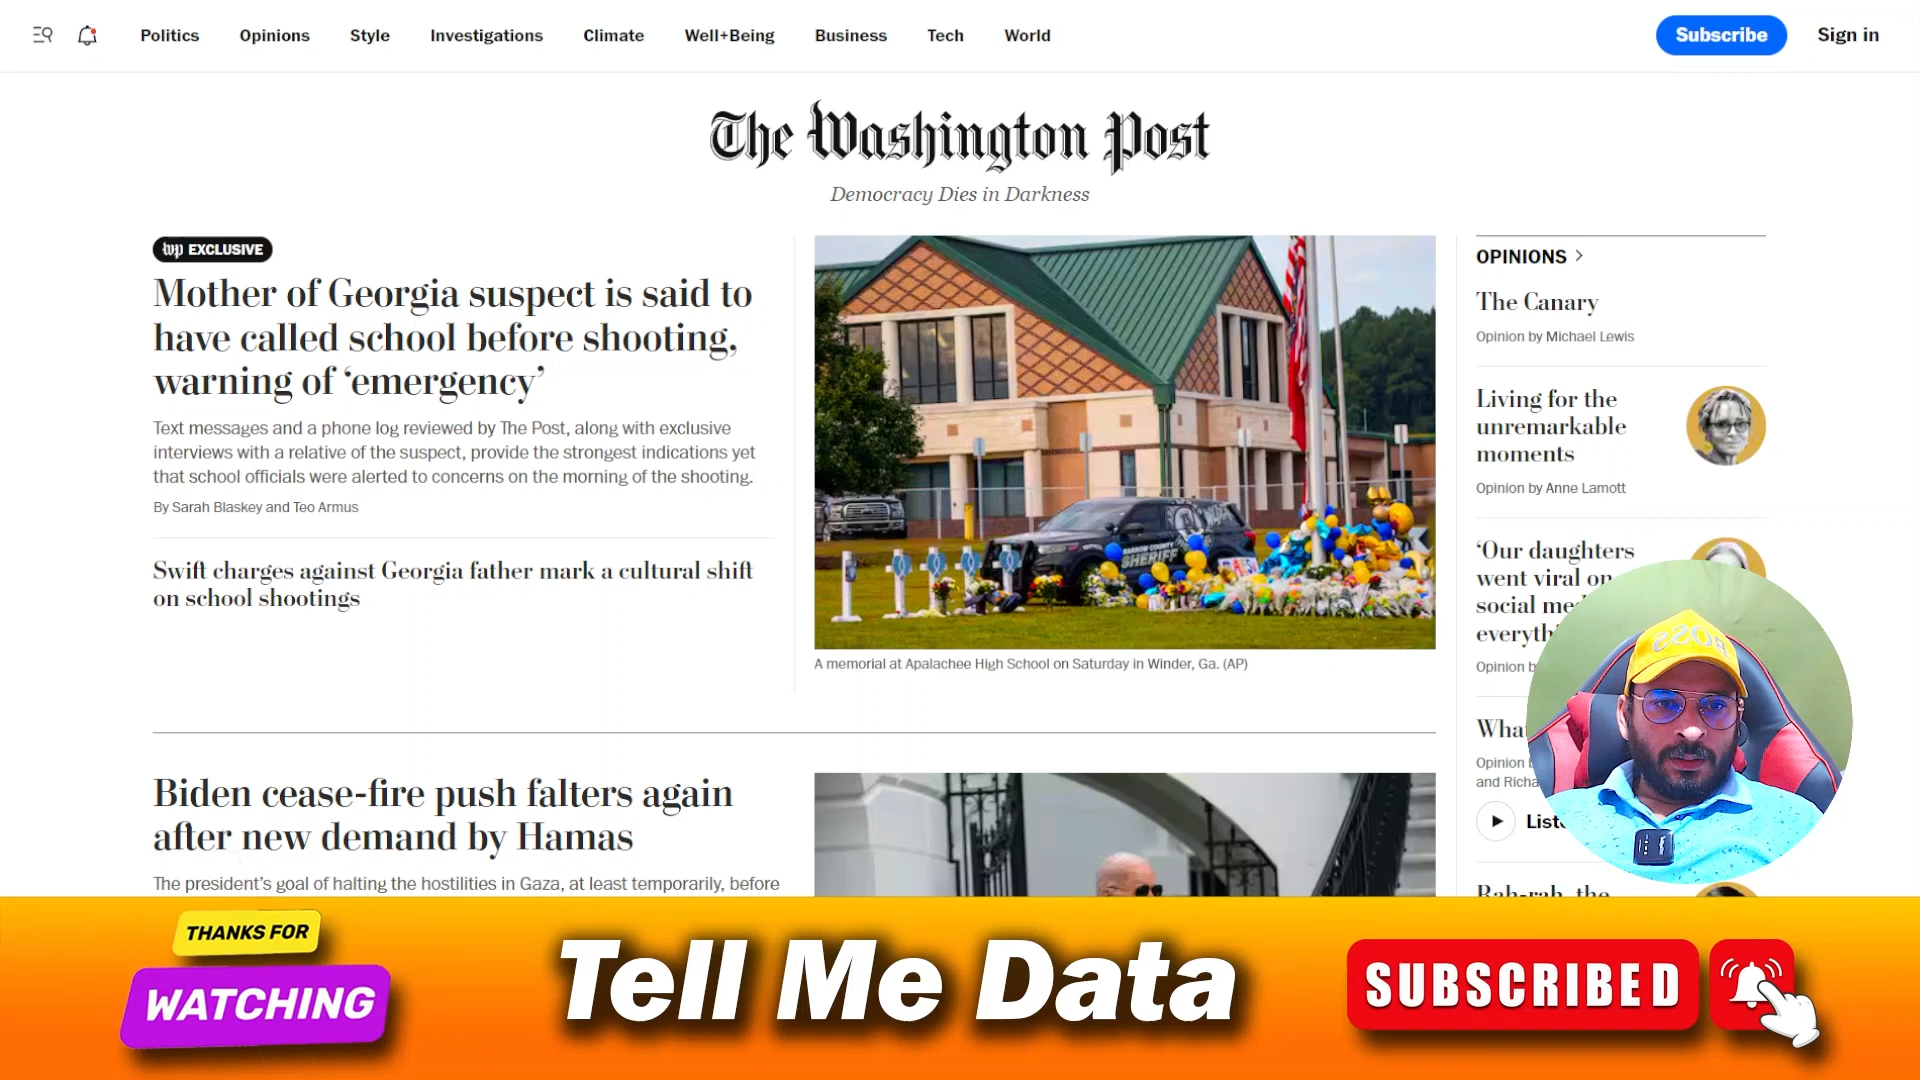 Politics
Opinions
Style
Investigations
Climate
Well+Being
Business
Tech
World
Subscribe
Sign in
The Washington Post
Democracy Dies in Darkness
wp EXCLUSIVE
Mother of Georgia suspect is said to
have called school before shooting,
warning of ‘emergency’
Text messages and a phone log reviewed by The Post, along with exclusive
interviews with a relative of the suspect, provide the strongest indications yet
that school officials were alerted to concerns on the morning of the shooting.
By Sarah Blaskey and Teo Armus
Swift charges against Georgia father mark a cultural shift
on school shootings
BARROW COUNTY
SHERIFF
A memorial at Apalachee High School on Saturday in Winder, Ga. (AP)
Biden cease-fire push falters again
after new demand by Hamas
The president’s goal of halting the hostilities in Gaza, at least temporarily, before
OPINIONS >
The Canary
Opinion by Michael Lewis
Living for the
unremarkable
moments
Opinion by Anne Lamott
‘Our daughters
went viral on
social
Opinion
and
THANKS FOR
WATCHING
Tell Me Data
SUBSCRIBED